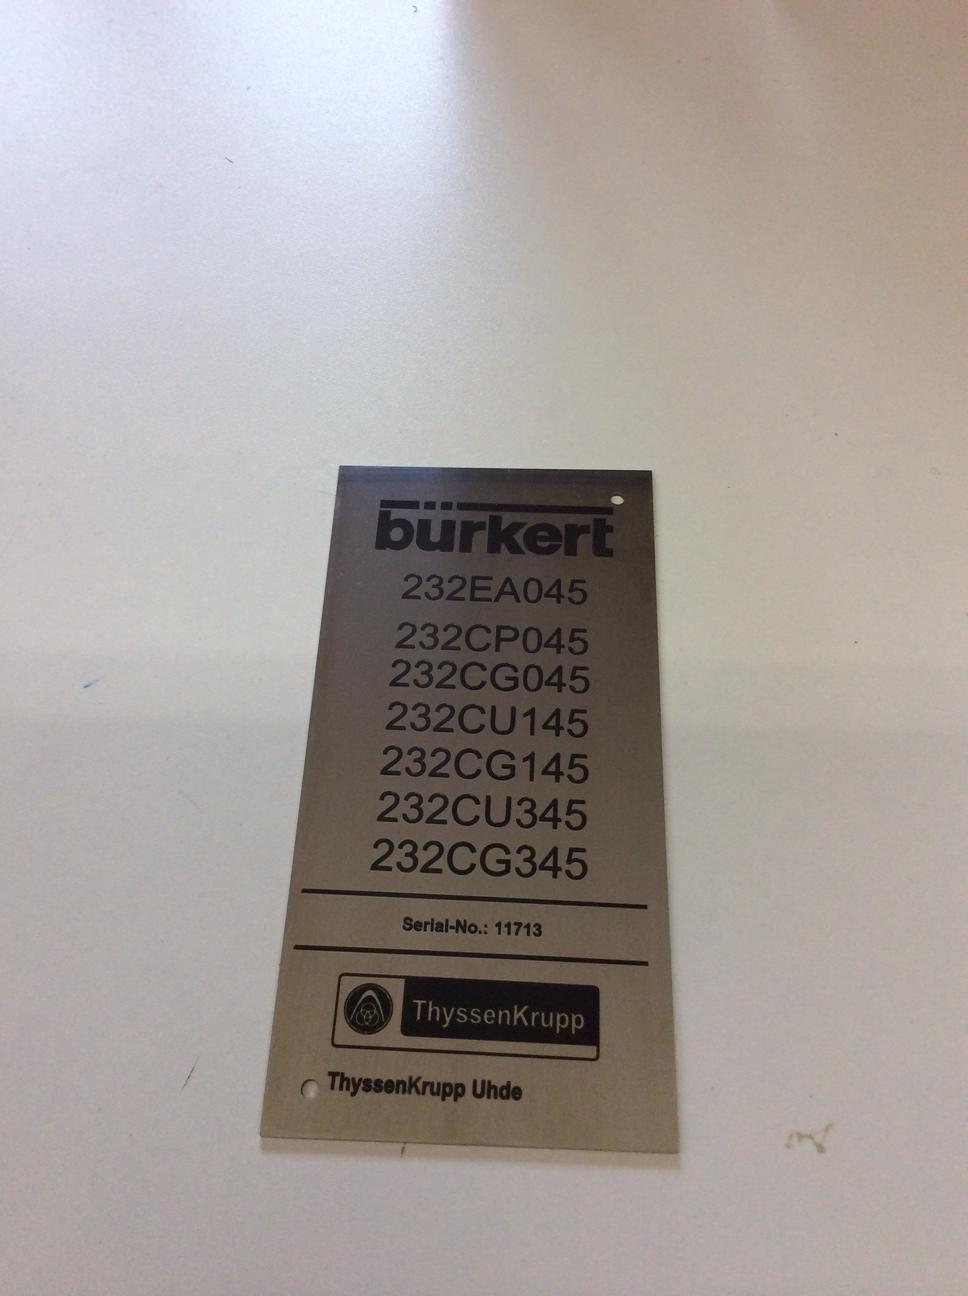 bürkert
232EA045
232CP045
232CG045
232CU145
232CG145
232CU345
232CG345
Serial-No.: 11713
ThyssenKrupp
ThyssenKrupp Uhde